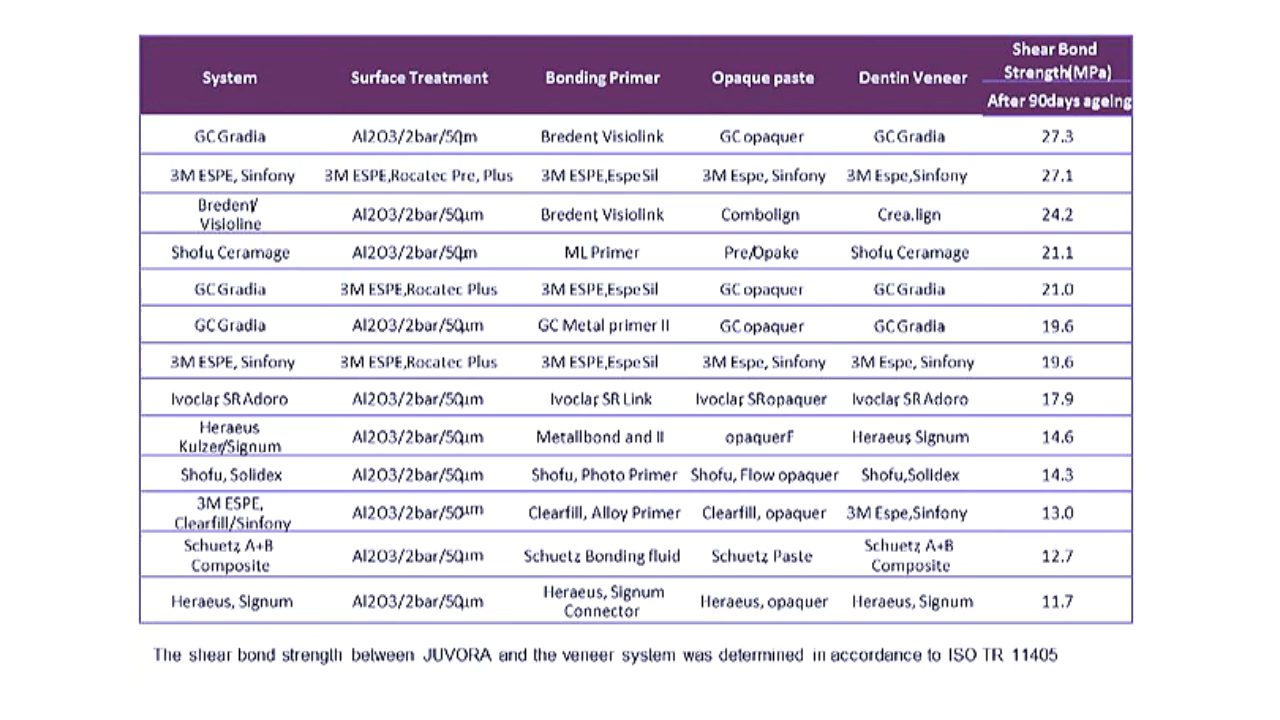 System Surface Treatment Bonding Primer Opaque paste Dentin Veneer Shear Bond Strength(MPa) After 90days ageing
GC Gradia Al2O3/2bar/50µm Bredent Visiolink GC opaquer GC Gradia 27.3
3M ESPE, Sinfony 3M ESPE,Rocatec Pre, Plus 3M ESPE,Espe Sil 3M Espe, Sinfony 3M Espe,Sinfony 27.1
Bredent/ Visioline Al2O3/2bar/50µm Bredent Visiolink Combolign Crea.lign 24.2
Shofu Ceramage Al2O3/2bar/50µm ML Primer Pre/Opake Shofu Ceramage 21.1
GC Gradia 3M ESPE,Rocatec Plus 3M ESPE,Espe Sil GC opaquer GC Gradia 21.0
GC Gradia Al2O3/2bar/50µm GC Metal primer II GC opaquer GC Gradia 19.6
3M ESPE, Sinfony 3M ESPE,Rocatec Plus 3M ESPE,Espe Sil 3M Espe, Sinfony 3M Espe, Sinfony 19.6
Ivoclar SR Adoro Al2O3/2bar/50µm Ivoclar SR Link Ivoclar SR opaquer Ivoclar SR Adoro 17.9
Heraeus Kulzer/Signum Al2O3/2bar/50µm Metallbond and II opaquerF Heraeus Signum 14.6
Shofu, Solidex Al2O3/2bar/50µm Shofu, Photo Primer Shofu, Flow opaquer Shofu,Solidex 14.3
3M ESPE, Clearfill/Sinfony Al2O3/2bar/50µm Clearfill, Alloy Primer Clearfill, opaquer 3M Espe,Sinfony 13.0
Schuetz A+B Composite Al2O3/2bar/50µm Schuetz Bonding fluid Schuetz Paste Schuetz A+B Composite 12.7
Heraeus, Signum Al2O3/2bar/50µm Heraeus, Signum Connector Heraeus, opaquer Heraeus, Signum 11.7
The shear bond strength between JUVORA and the veneer system was determined in accordance to ISO TR 11405